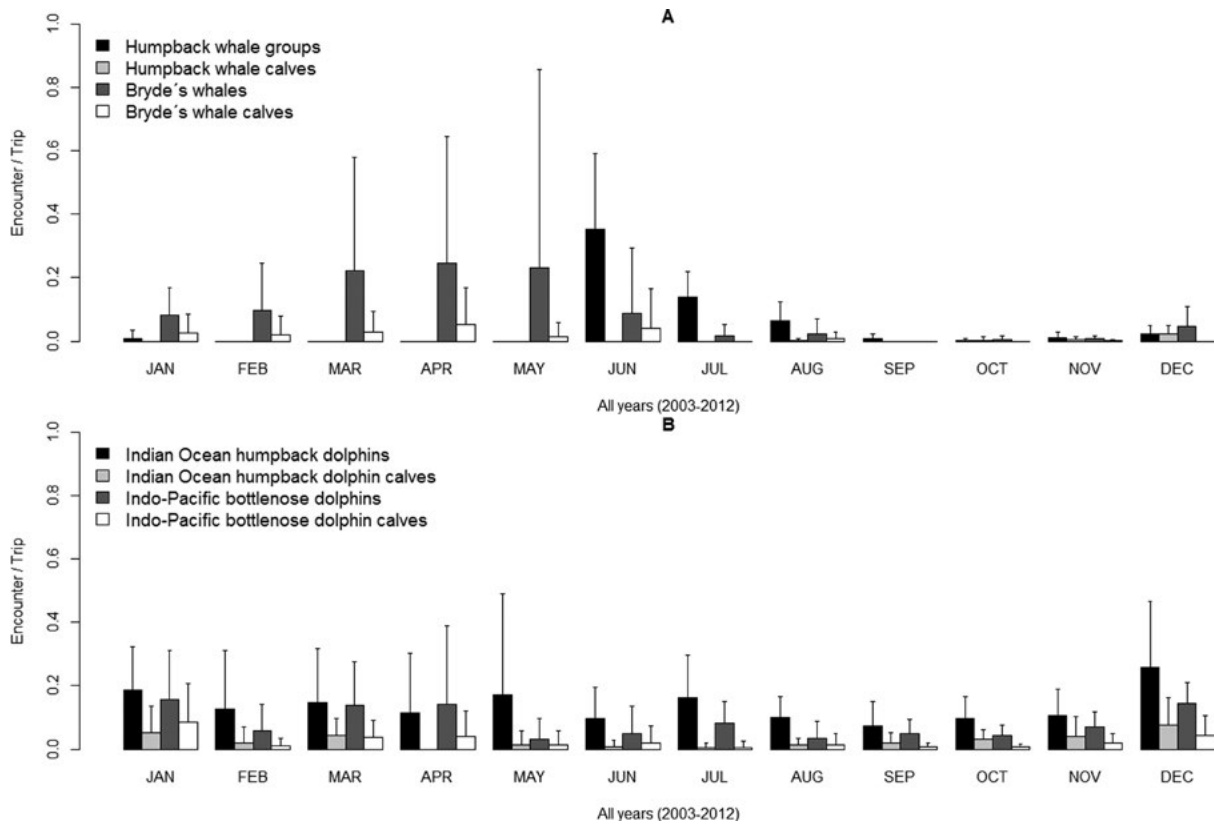 A
Humpback whale groups
Humpback whale calves
Bryde´s whales
Bryde´s whale calves
Encounter / Trip
1.0
0.8
0.6
0.4
0.2
0.0
JAN FEB MAR APR MAY JUN JUL AUG SEP OCT NOV DEC
All years (2003-2012)
B
Indian Ocean humpback dolphins
Indian Ocean humpback dolphin calves
Indo-Pacific bottlenose dolphins
Indo-Pacific bottlenose dolphin calves
Encounter / Trip
1.0
0.8
0.6
0.4
0.2
0.0
JAN FEB MAR APR MAY JUN JUL AUG SEP OCT NOV DEC
All years (2003-2012)